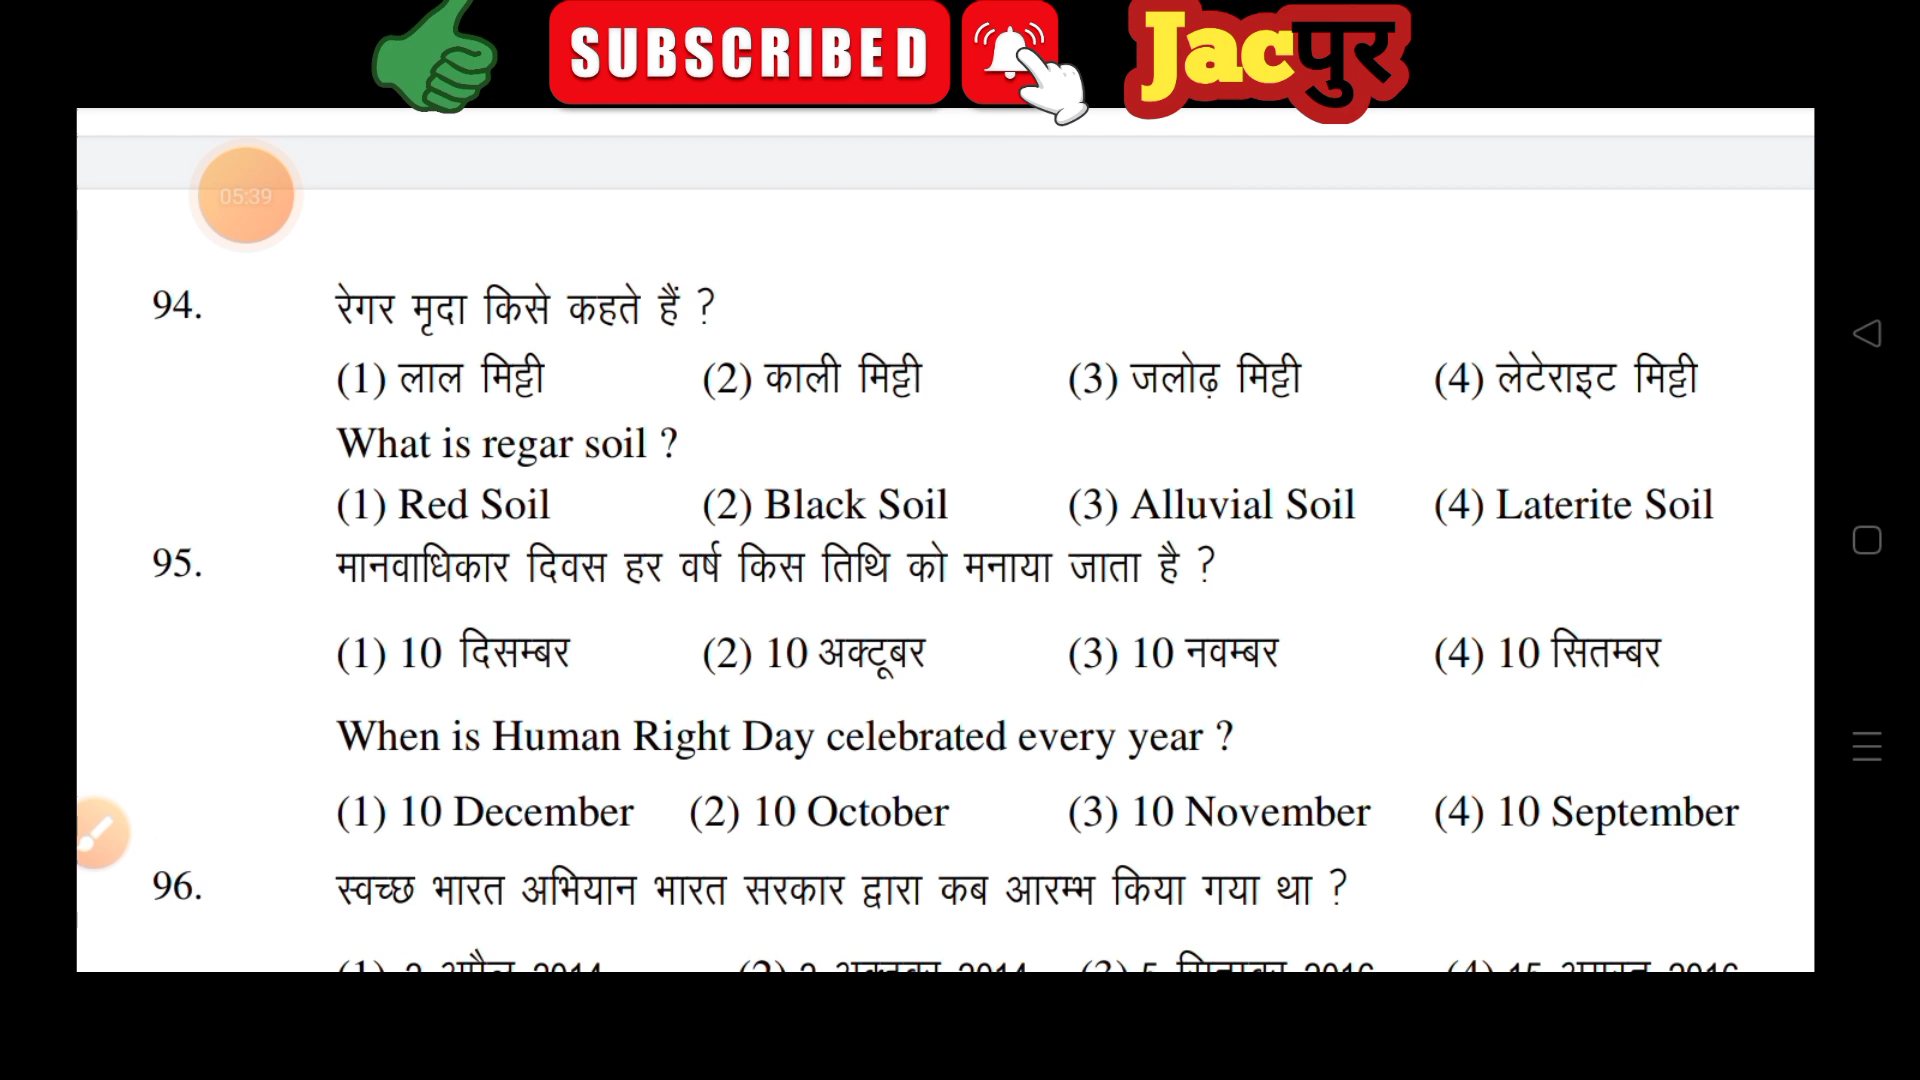 SUBSCRIBED
Jacपुर
05:39
94. रेगर मृदा किसे कहते हैं ?
(1) लाल मिट्टी (2) काली मिट्टी (3) जलोढ़ मिट्टी (4) लेटेराइट मिट्टी
What is regar soil ?
(1) Red Soil (2) Black Soil (3) Alluvial Soil (4) Laterite Soil
95. मानवाधिकार दिवस हर वर्ष किस तिथि को मनाया जाता है ?
(1) 10 दिसम्बर (2) 10 अक्टूबर (3) 10 नवम्बर (4) 10 सितम्बर
When is Human Right Day celebrated every year ?
(1) 10 December (2) 10 October (3) 10 November (4) 10 September
96. स्वच्छ भारत अभियान भारत सरकार द्वारा कब आरम्भ किया गया था ?